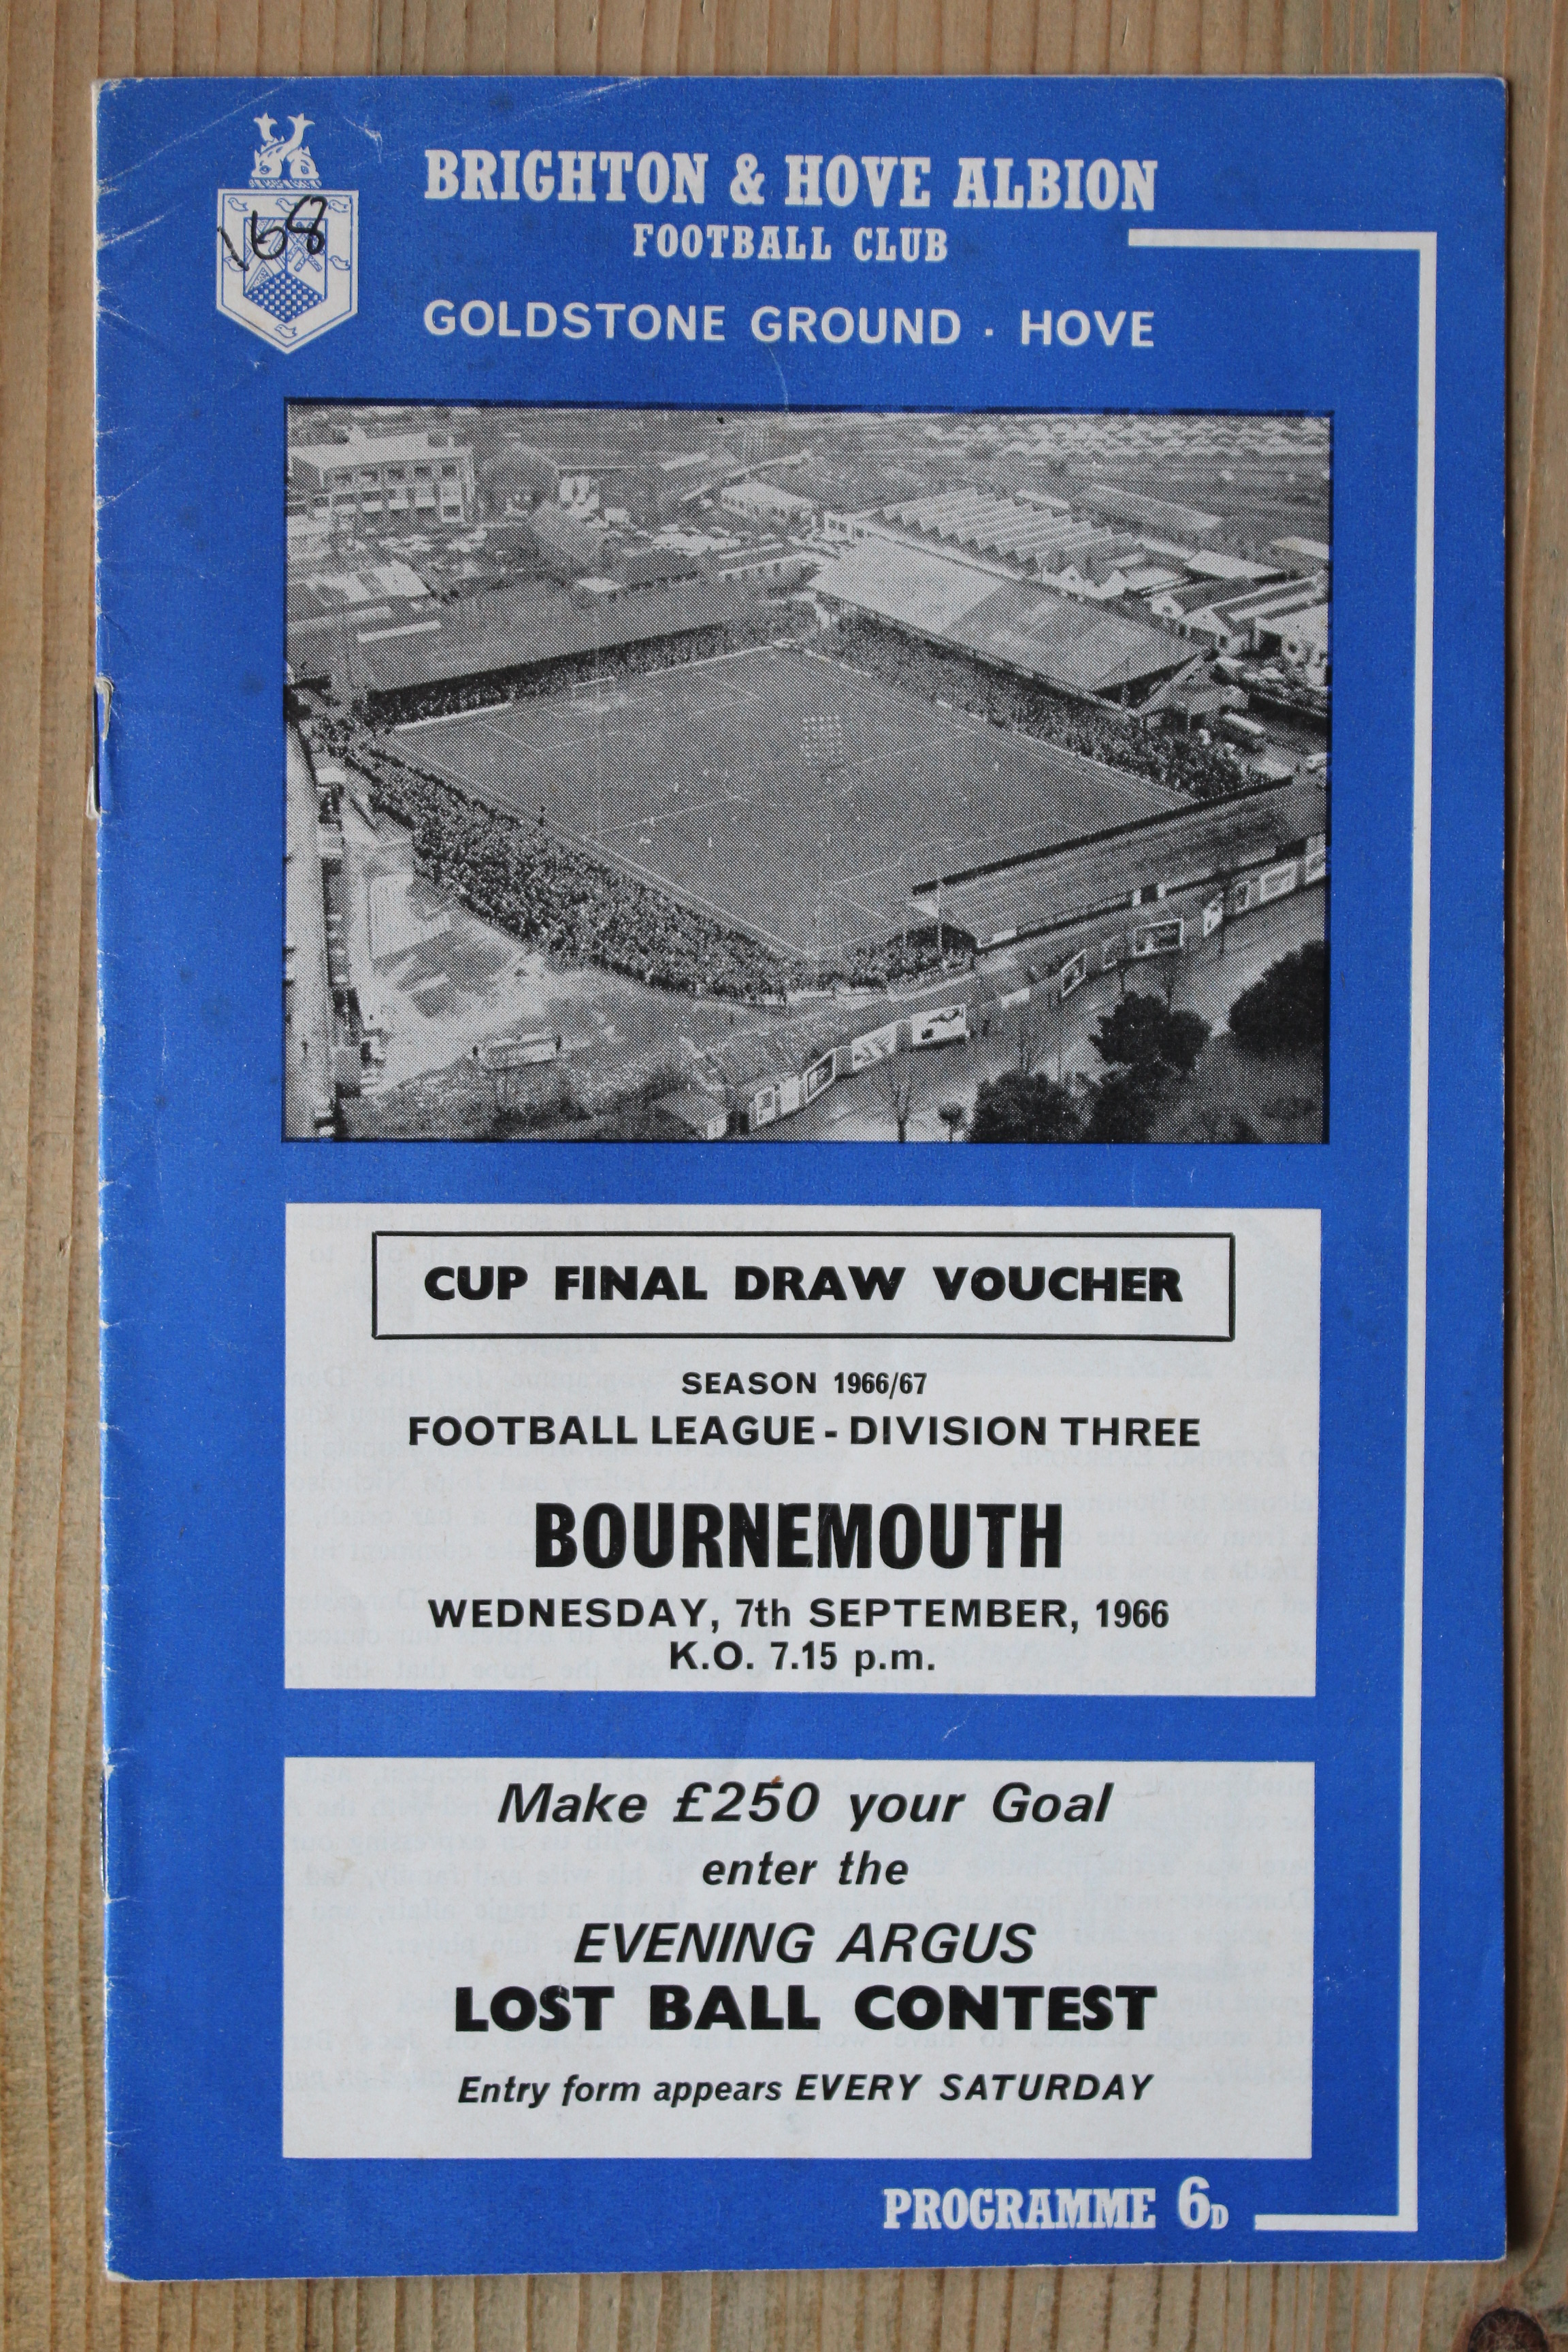 BRIGHTON & HOVE ALBION
FOOTBALL CLUB
168
GOLDSTONE GROUND · HOVE
CUP FINAL DRAW VOUCHER
SEASON 1966/67
FOOTBALL LEAGUE - DIVISION THREE
BOURNEMOUTH
WEDNESDAY, 7th SEPTEMBER, 1966
K.O. 7.15 p.m.
Make £250 your Goal
enter the
EVENING ARGUS
LOST BALL CONTEST
Entry form appears EVERY SATURDAY
PROGRAMME 6D